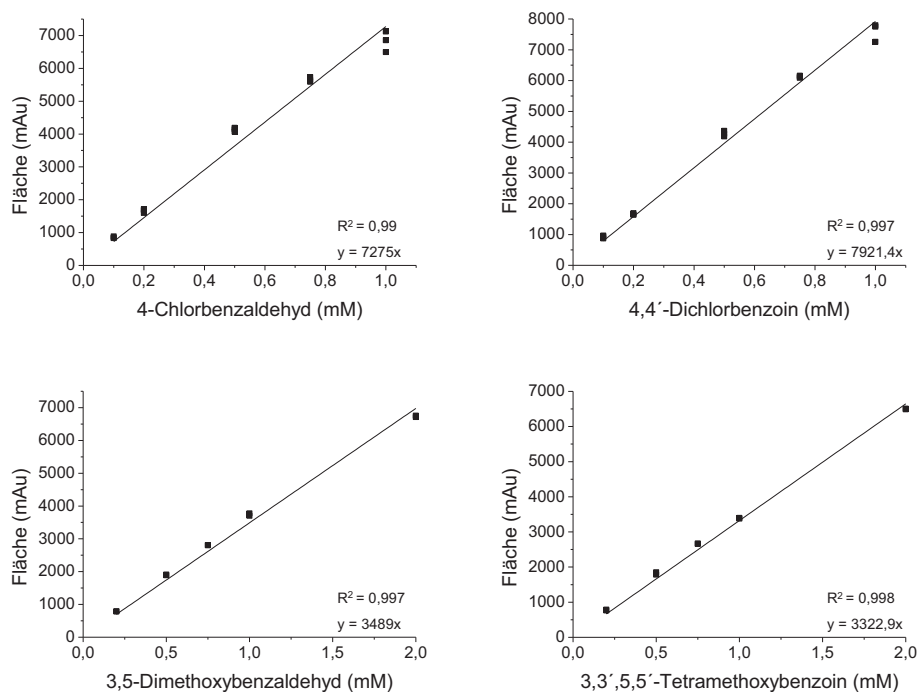 Fläche (mAu)
7000
6000
5000
4000
3000
2000
1000
0
0,0 0,2 0,4 0,6 0,8 1,0
R² = 0,99
y = 7275x
4-Chlorbenzaldehyd (mM)
Fläche (mAu)
8000
7000
6000
5000
4000
3000
2000
1000
0
0,0 0,2 0,4 0,6 0,8 1,0
R² = 0,997
y = 7921,4x
4,4´-Dichlorbenzoin (mM)
Fläche (mAu)
7000
6000
5000
4000
3000
2000
1000
0
0,0 0,5 1,0 1,5 2,0
R² = 0,997
y = 3489x
3,5-Dimethoxybenzaldehyd (mM)
Fläche (mAu)
7000
6000
5000
4000
3000
2000
1000
0
0,0 0,5 1,0 1,5 2,0
R² = 0,998
y = 3322,9x
3,3´,5,5´-Tetramethoxybenzoin (mM)